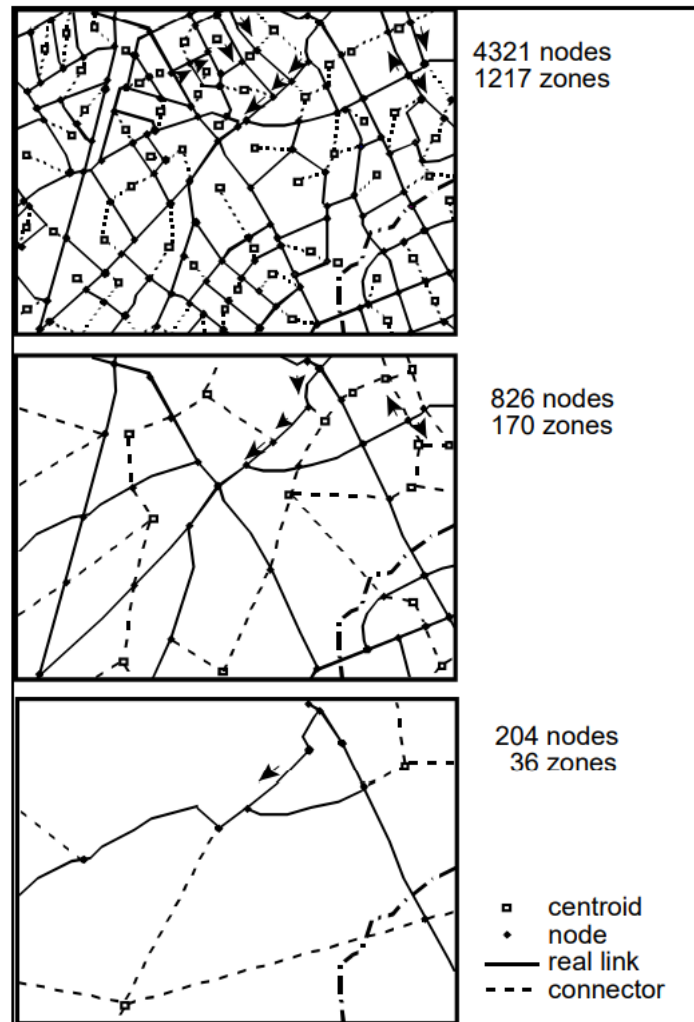 4321 nodes
1217 zones
826 nodes
170 zones
204 nodes
36 zones
centroid
node
real link
connector